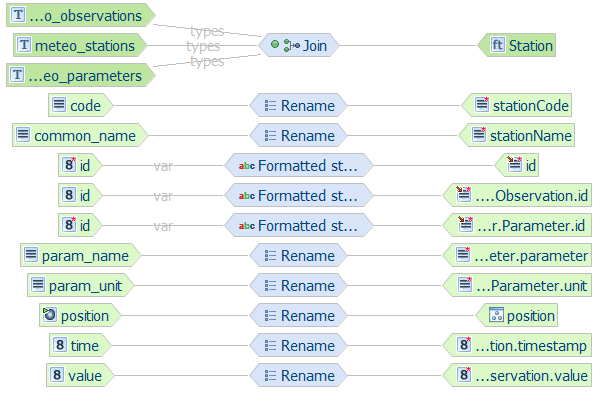 T …o_observations
types
T meteo_stations types Join ft Station
types
T …eo_parameters
code Rename stationCode
common_name Rename stationName
8 id var abc Formatted st... id
8 id var abc Formatted st... ….Observation.id
8 id var abc Formatted st... …r.Parameter.id
param_name Rename …eter.parameter
param_unit Rename …Parameter.unit
position Rename position
8 time Rename 8 …tion.timestamp
8 value Rename 8 …servation.value